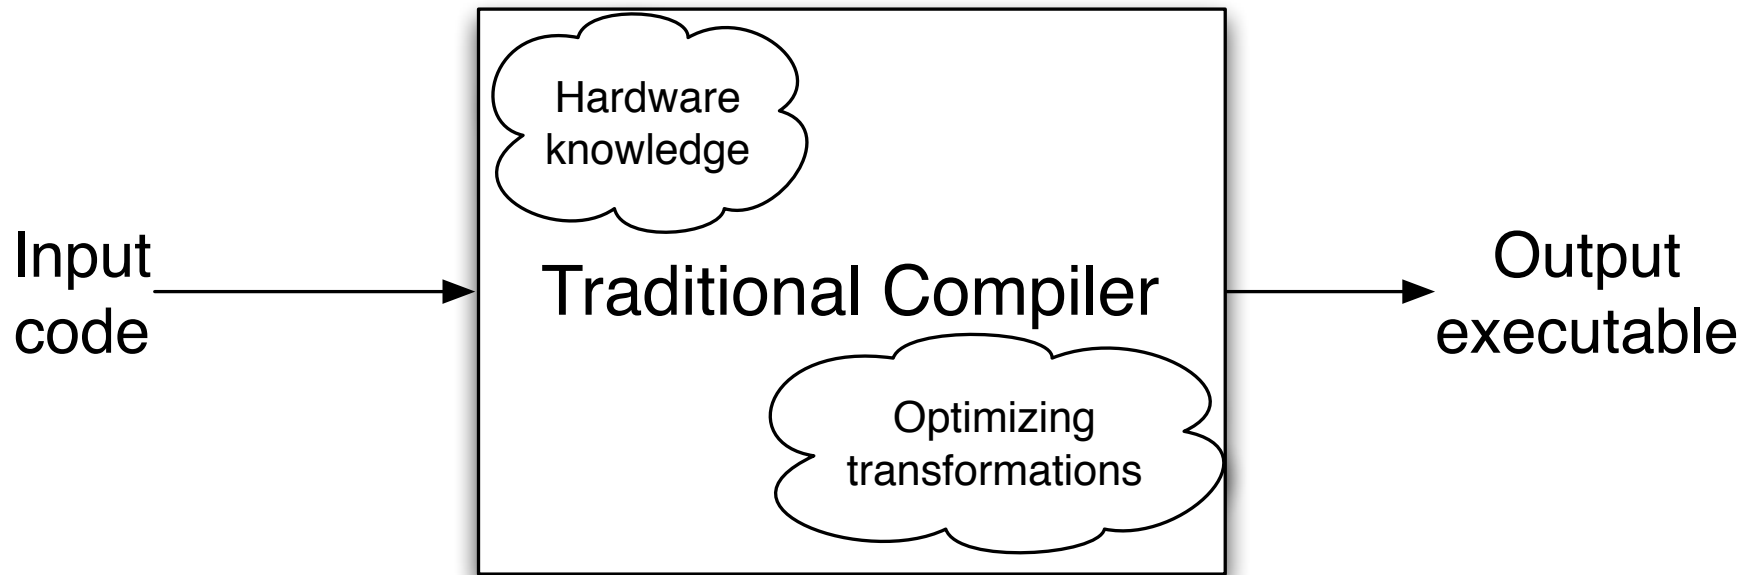 Hardware
knowledge
Input
code
Traditional Compiler
Output
executable
Optimizing
transformations